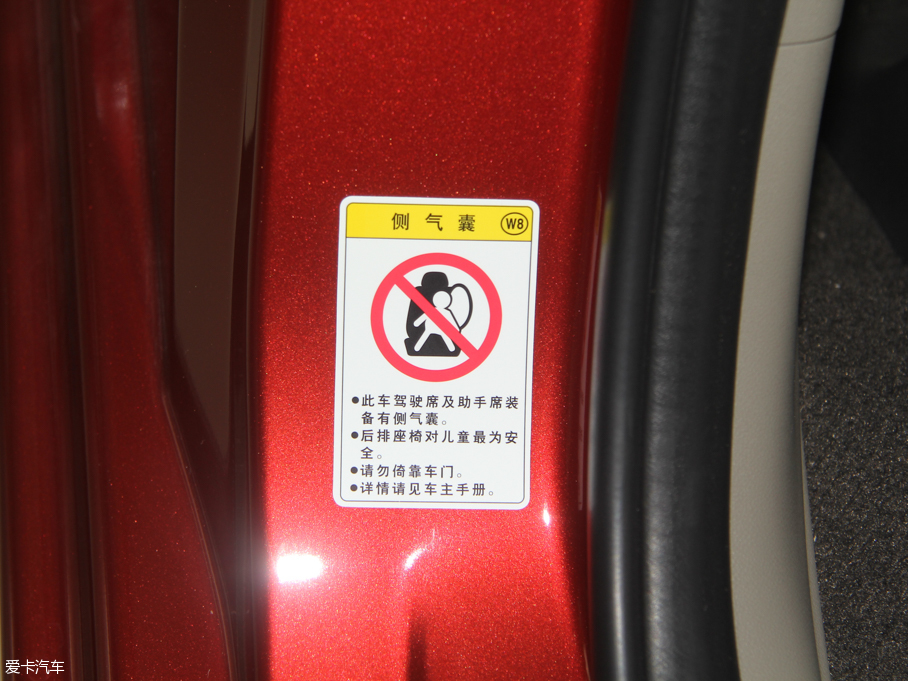 侧气囊 W8
●此车驾驶席及助手席装
备有侧气囊。
●后排座椅对儿童最为安
全。
●请勿倚靠车门。
●详情请见车主手册。
爱卡汽车